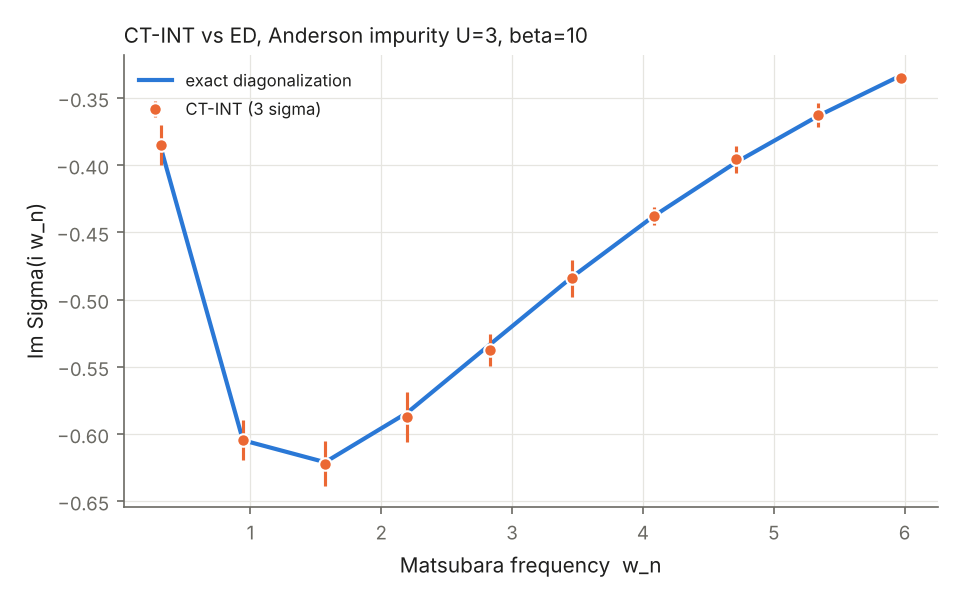 CT-INT vs ED, Anderson impurity U=3, beta=10
exact diagonalization
CT-INT (3 sigma)
Im Sigma(i w_n)
−0.35
−0.40
−0.45
−0.50
−0.55
−0.60
−0.65
1 2 3 4 5 6
Matsubara frequency w_n